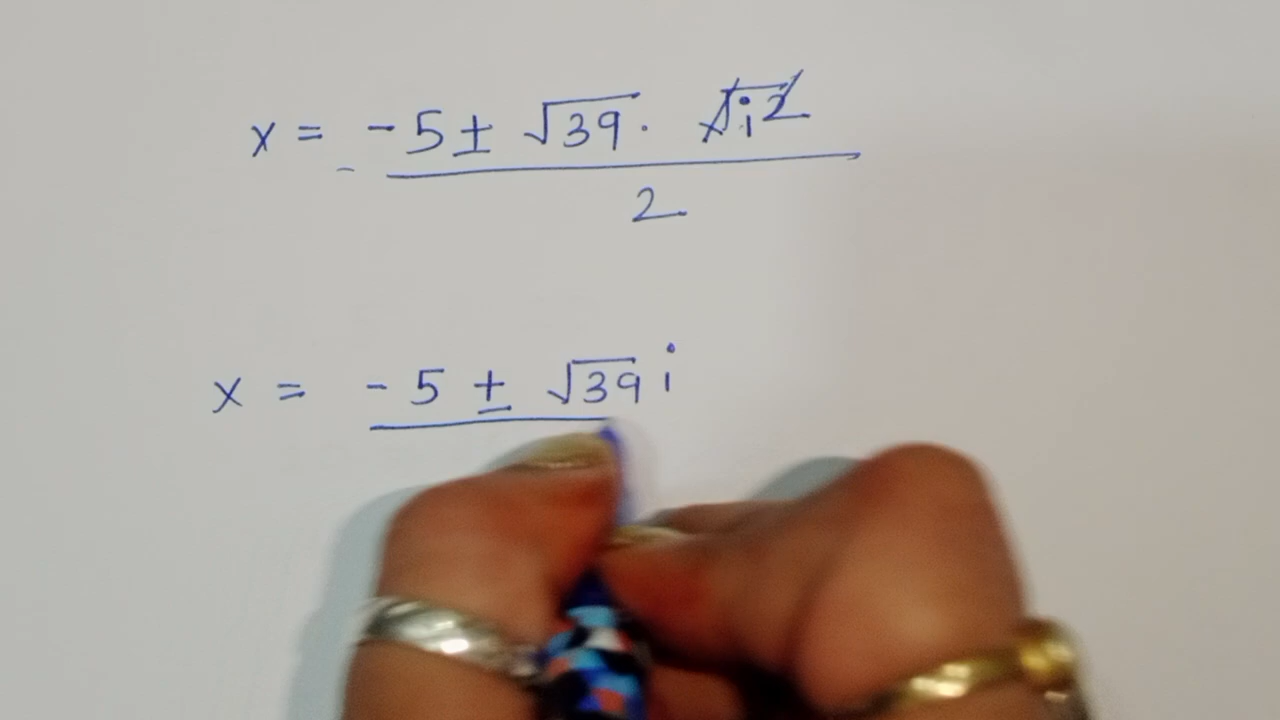 x = -5 ± √39 . √i²
2
x = -5 ± √39 i